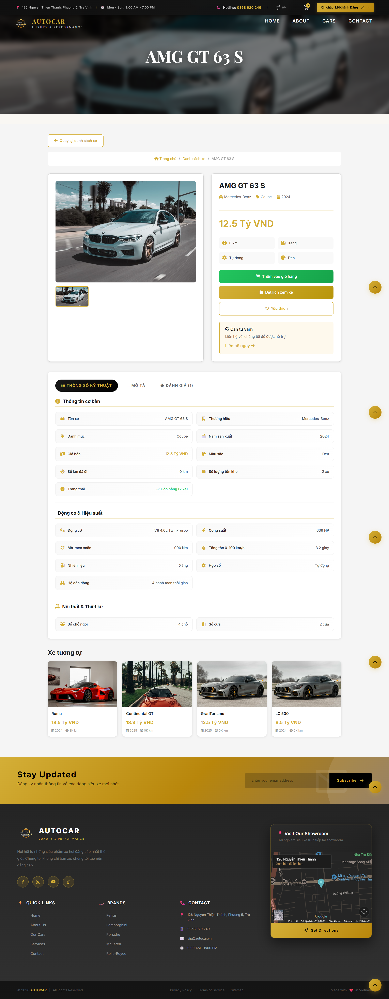 126 Nguyen Thien Thanh, Phuong 5, Tra Vinh
Mon - Sun: 9:00 AM - 7:00 PM
Hotline: 0368 920 249
0/4
1
Xin chào, Lê Khánh Đăng
AUTOCAR
LUXURY & PERFORMANCE
HOME
ABOUT
CARS
CONTACT
AMG GT 63 S
Quay lại danh sách xe
Trang chủ / Danh sách xe / AMG GT 63 S
AMG GT 63 S
Mercedes-Benz
Coupe
2024
12.5 Tỷ VND
0 km
Xăng
Tự động
Đen
Thêm vào giỏ hàng
Đặt lịch xem xe
Yêu thích
Cần tư vấn?
Liên hệ với chúng tôi để được hỗ trợ
Liên hệ ngay
THÔNG SỐ KỸ THUẬT
MÔ TẢ
ĐÁNH GIÁ (1)
Thông tin cơ bản
Tên xe
AMG GT 63 S
Thương hiệu
Mercedes-Benz
Danh mục
Coupe
Năm sản xuất
2024
Giá bán
12.5 Tỷ VND
Màu sắc
Đen
Số km đã đi
0 km
Số lượng tồn kho
2 xe
Trạng thái
Còn hàng (2 xe)
Động cơ & Hiệu suất
Động cơ
V8 4.0L Twin-Turbo
Công suất
639 HP
Mô-men xoắn
900 Nm
Tăng tốc 0-100 km/h
3.2 giây
Nhiên liệu
Xăng
Hộp số
Tự động
Hệ dẫn động
4 bánh toàn thời gian
Nội thất & Thiết kế
Số chỗ ngồi
4 chỗ
Số cửa
2 cửa
Xe tương tự
Roma
18.5 Tỷ VND
2024
3K km
Continental GT
18.9 Tỷ VND
2025
0K km
GranTurismo
12.5 Tỷ VND
2025
0K km
LC 500
8.5 Tỷ VND
2024
0K km
Stay Updated
Đăng ký nhận thông tin về các dòng siêu xe mới nhất
Enter your email address
Subscribe
AUTOCAR
LUXURY & PERFORMANCE
Nơi hội tụ những siêu phẩm xe hơi đẳng cấp nhất thế
giới. Chúng tôi không chỉ bán xe, chúng tôi tạo nên
đẳng cấp.
Visit Our Showroom
Trải nghiệm siêu xe trực tiếp tại showroom
126 Nguyễn Thiện Thành
Xem bản đồ lớn hơn
Nhà Trọ Đồ
Massage Sông Ái
Mì cay Yagami Trà
Vinh Ẩm thực lẩu Thá
Trường Đại
Học Trà Vinh
Đường Thế Đạt
Google
Phím tắt
Dữ liệu bản đồ ©2026
Điều khoản
Báo cáo một lỗi bản đồ
Get Directions
QUICK LINKS
Home
About Us
Our Cars
Services
Contact
BRANDS
Ferrari
Lamborghini
Porsche
McLaren
Rolls-Royce
CONTACT
126 Nguyễn Thiện Thành, Phường 5, Trà
Vinh
0368 920 249
vip@autocar.vn
9:00 AM - 8:00 PM
© 2026 AUTOCAR | All Rights Reserved
Privacy Policy
Terms of Service
Sitemap
Made with
in Vietnam